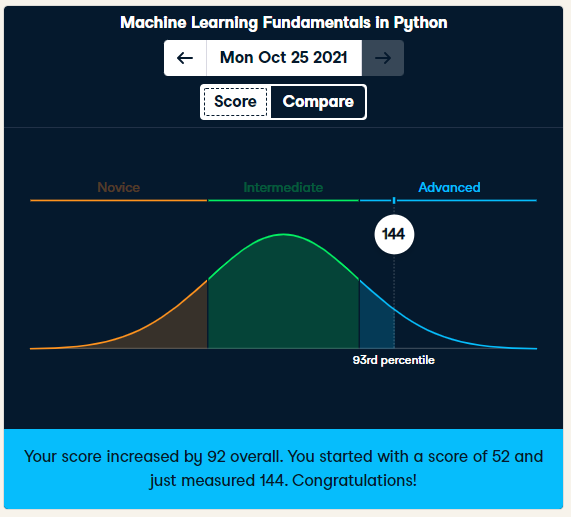 Machine Learning Fundamentals in Python
Mon Oct 25 2021
Score Compare
Novice Intermediate Advanced
144
93rd percentile
Your score increased by 92 overall. You started with a score of 52 and
just measured 144. Congratulations!